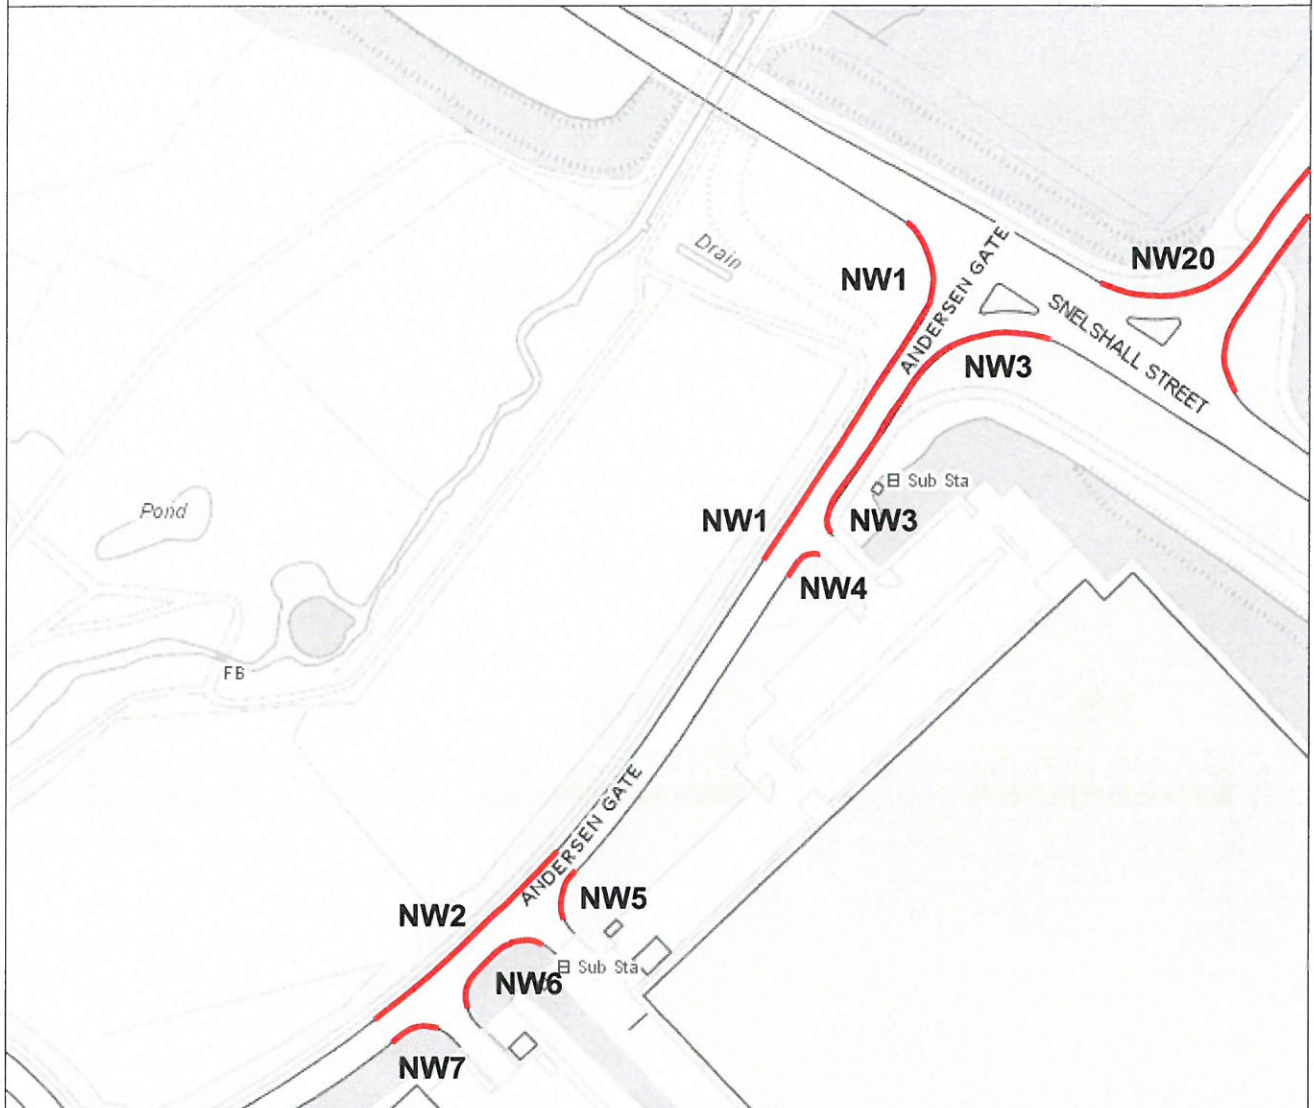 Drain
NW1
ANDERSEN GATE
NW20
SNELSHALL STREET
NW3
Sub Sta
Pond
NW1
NW3
NW4
FB
ANDERSEN GATE
NW2
NW5
Sub Sta
NW6
NW7